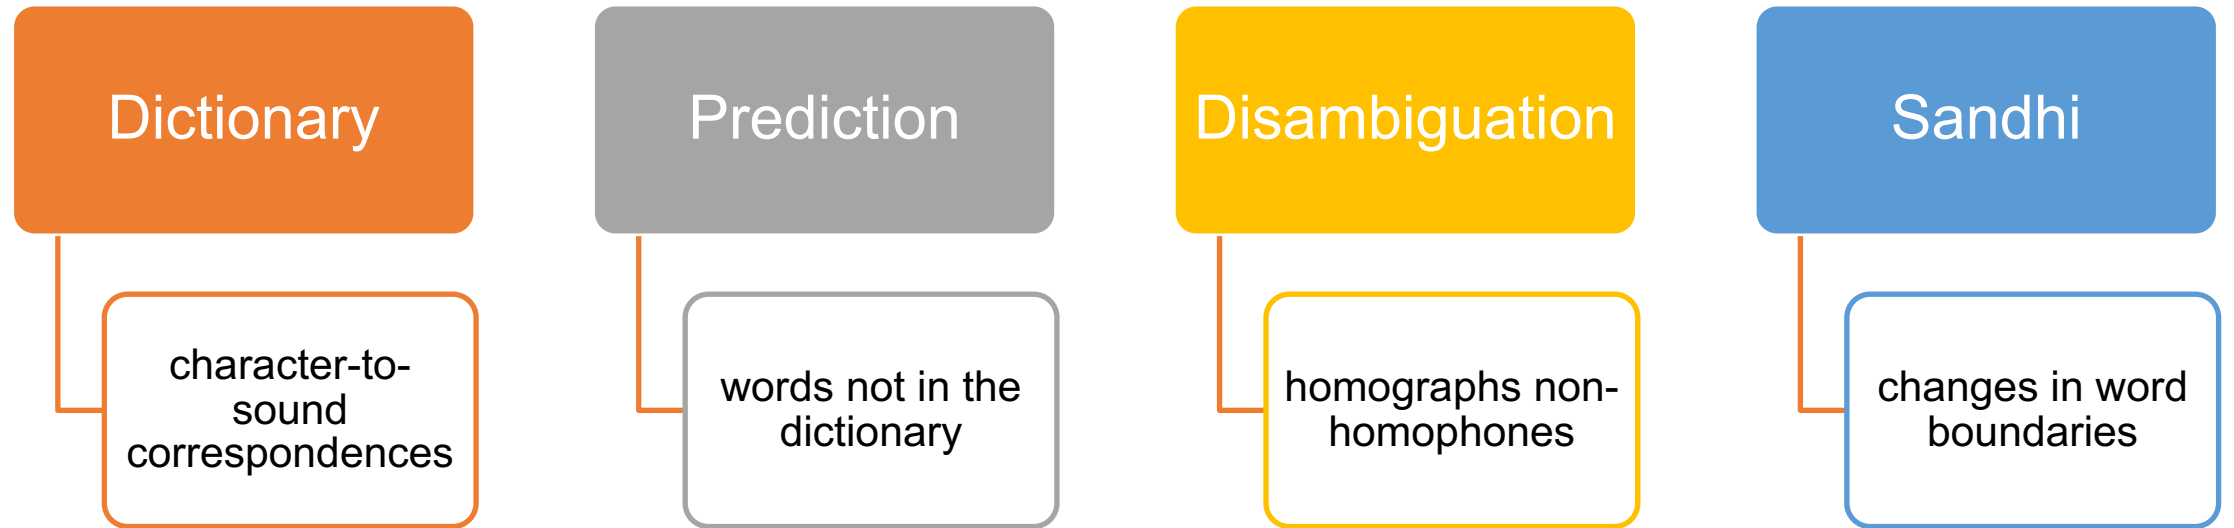 Dictionary
character-to-
sound
correspondences
Prediction
words not in the
dictionary
Disambiguation
homographs non-
homophones
Sandhi
changes in word
boundaries